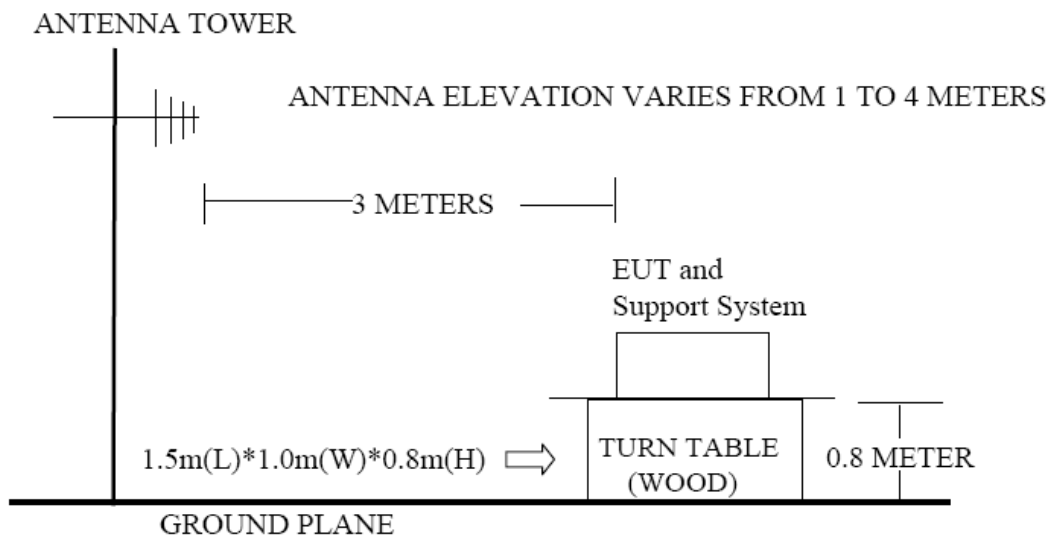 ANTENNA TOWER
ANTENNA ELEVATION VARIES FROM 1 TO 4 METERS
3 METERS
EUT and
Support System
1.5m(L)*1.0m(W)*0.8m(H)
TURN TABLE
(WOOD)
0.8 METER
GROUND PLANE